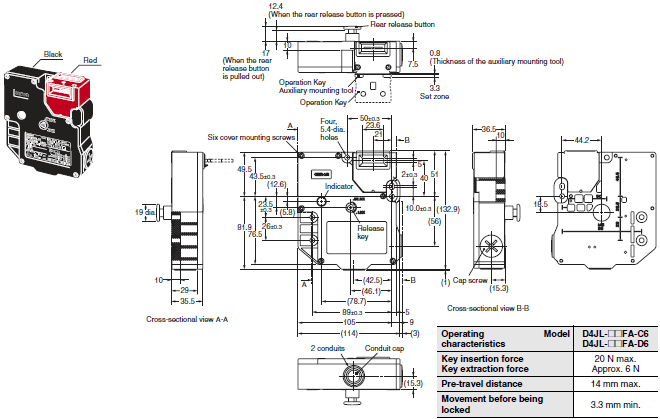 12.4
(When the rear release button is pressed)
Rear release button
17
(When the rear
release button
is pulled out)
10
7.5
0.8
(Thickness of the auxiliary mounting tool)
3.3
Set zone
Operation Key
Auxiliary mounting tool
Operation Key
Black
Red
Six cover mounting screws
Four,
5.4-dia.
holes
50±0.3
23.6
21
A
B
49.5
43.5±0.3
(12.6)
23.5
±0.3
(5.8)
26±0.3
81.9
76.5
Indicator
Release
key
5
2±0.3
40
51
10.0±0.3
(56)
(132.9)
(1)
A
B
(42.5)
(46.1)
(78.7)
89±0.3
5
105
9
(114)
(3)
19 dia.
10
29
35.5
Cross-sectional view A-A
36.5
10
Cap screw
(15.3)
Cross-sectional view B-B
44.2
18.5
2 conduits
Conduit cap
(15.3)
Operating characteristics Model D4JL-□□FA-C6
D4JL-□□FA-D6
Key insertion force 20 N max.
Key extraction force Approx. 6 N
Pre-travel distance 14 mm max.
Movement before being locked 3.3 mm min.